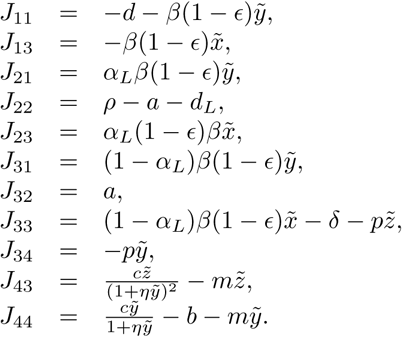 J_{11} = -d - β(1 - ϵ)ỹ,
J_{13} = -β(1 - ϵ)x̃,
J_{21} = α_L β(1 - ϵ)ỹ,
J_{22} = ρ - a - d_L,
J_{23} = α_L(1 - ϵ)βx̃,
J_{31} = (1 - α_L)β(1 - ϵ)ỹ,
J_{32} = a,
J_{33} = (1 - α_L)β(1 - ϵ)x̃ - δ - pz̃,
J_{34} = -pỹ,
J_{43} = \frac{cz̃}{(1+ηỹ)^2} - mz̃,
J_{44} = \frac{cỹ}{1+ηỹ} - b - mỹ.